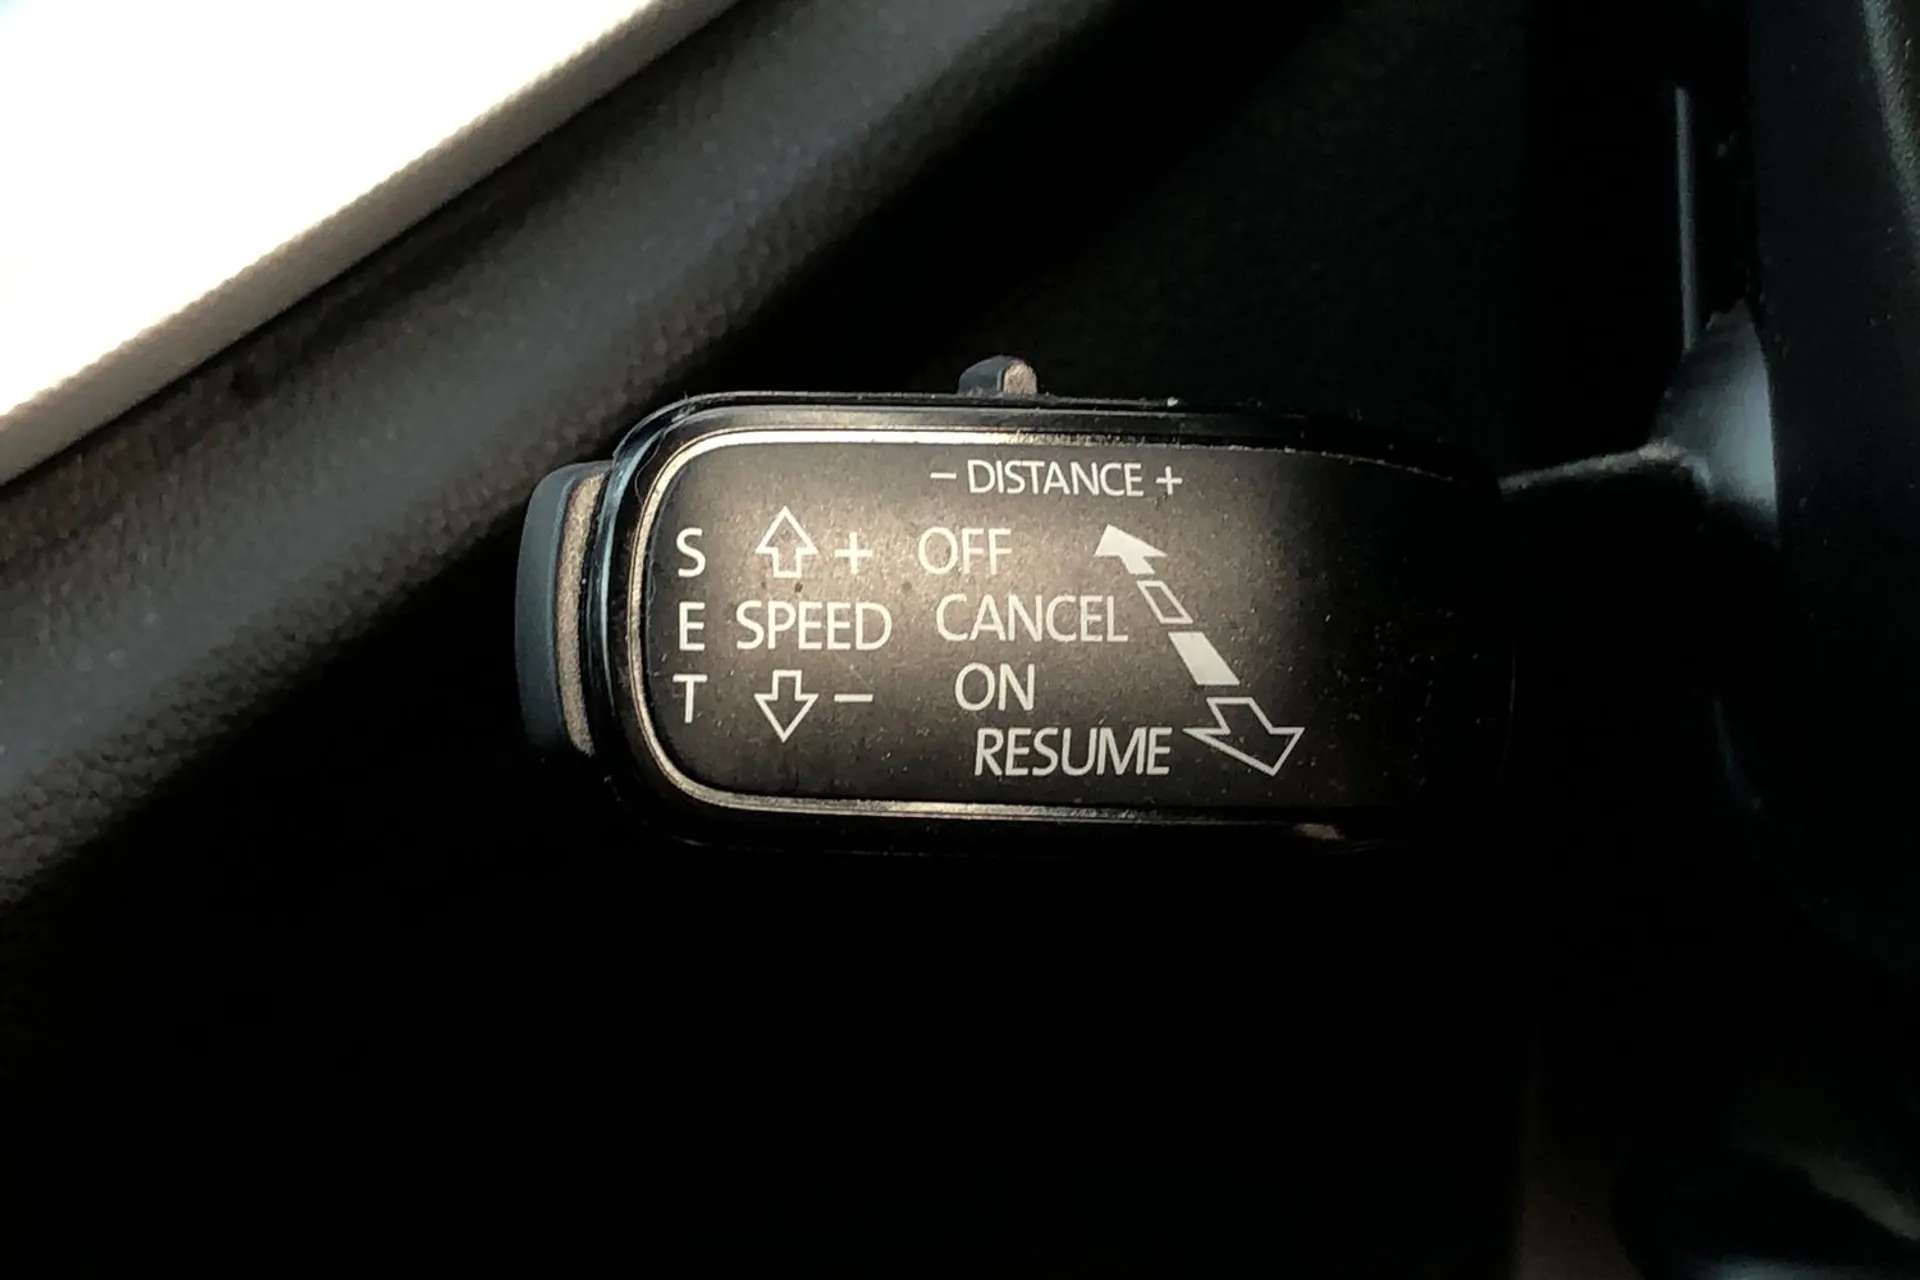 − DISTANCE +
S + OFF
E SPEED CANCEL
T − ON
RESUME